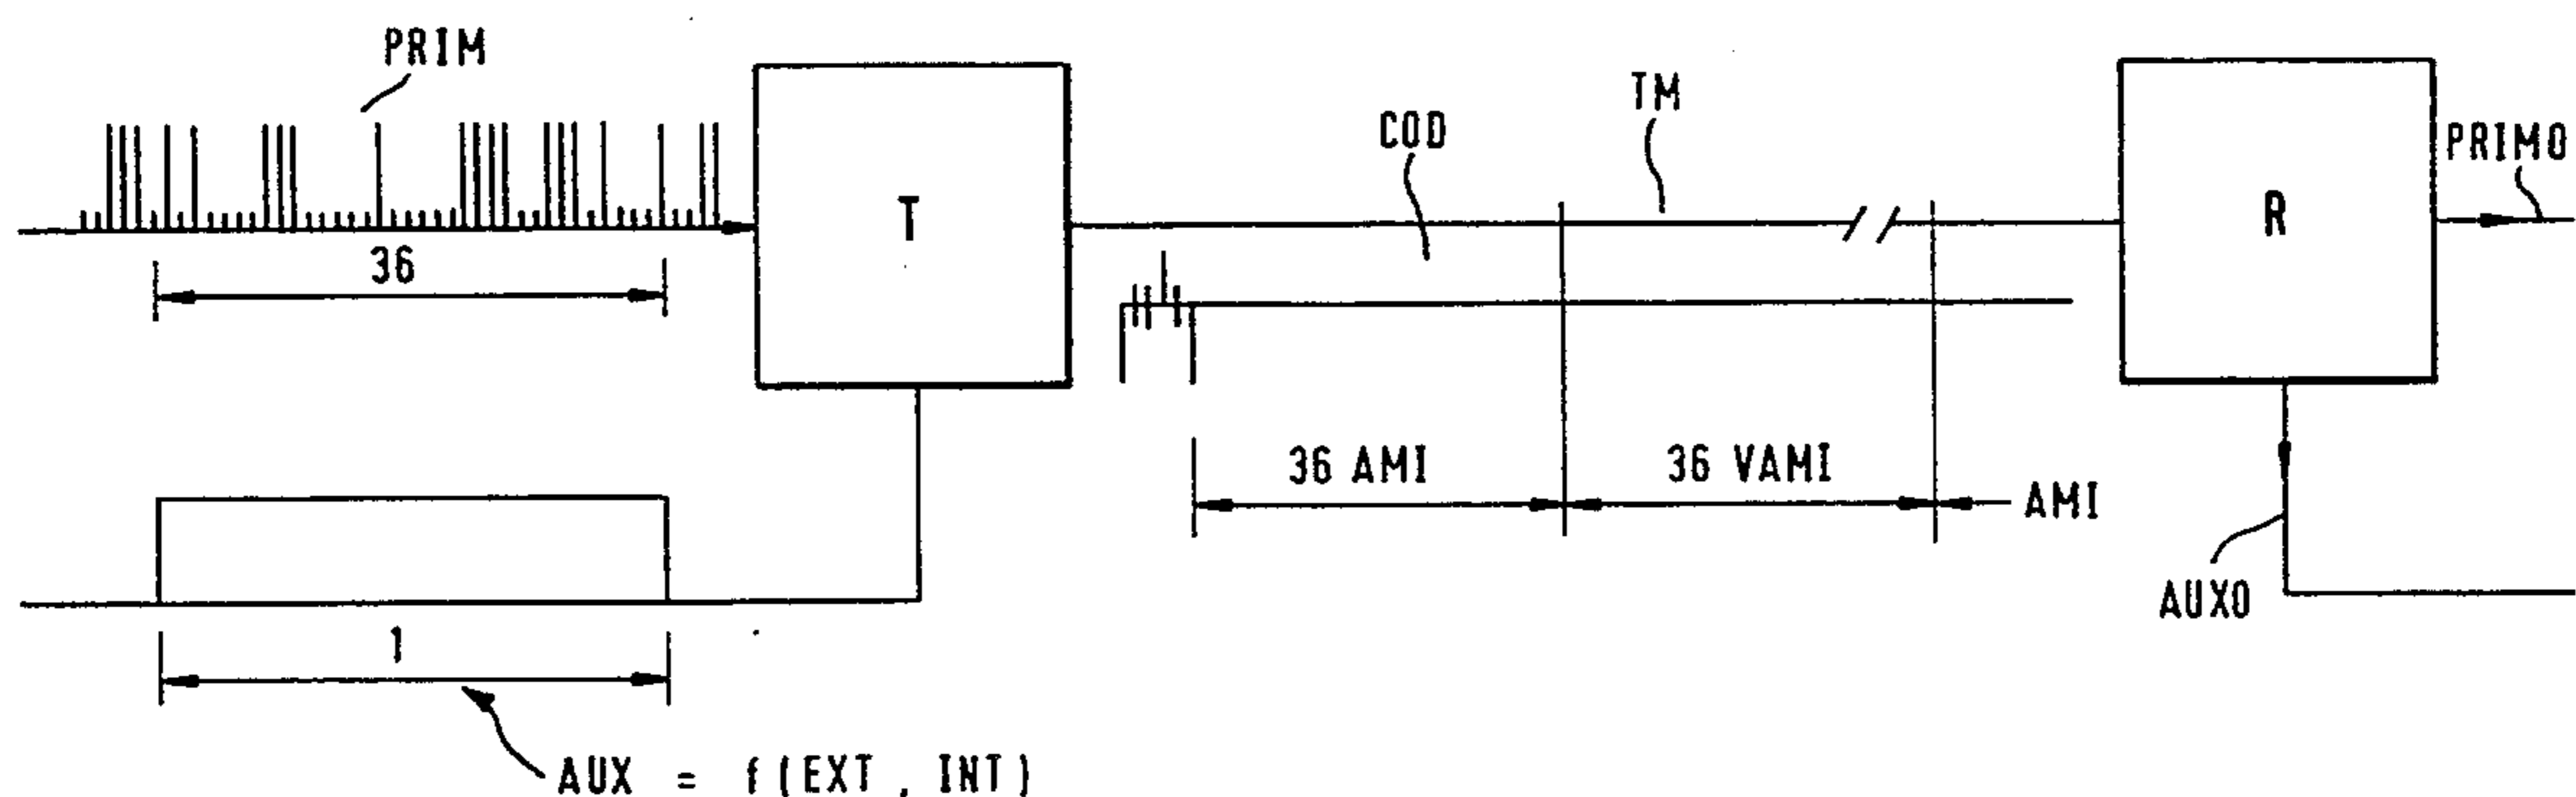 PRIM
36
T
COD
TM
R
PRIMO
36 AMI
36 VAMI
AMI
AUXO
1
AUX = f(EXT, INT)